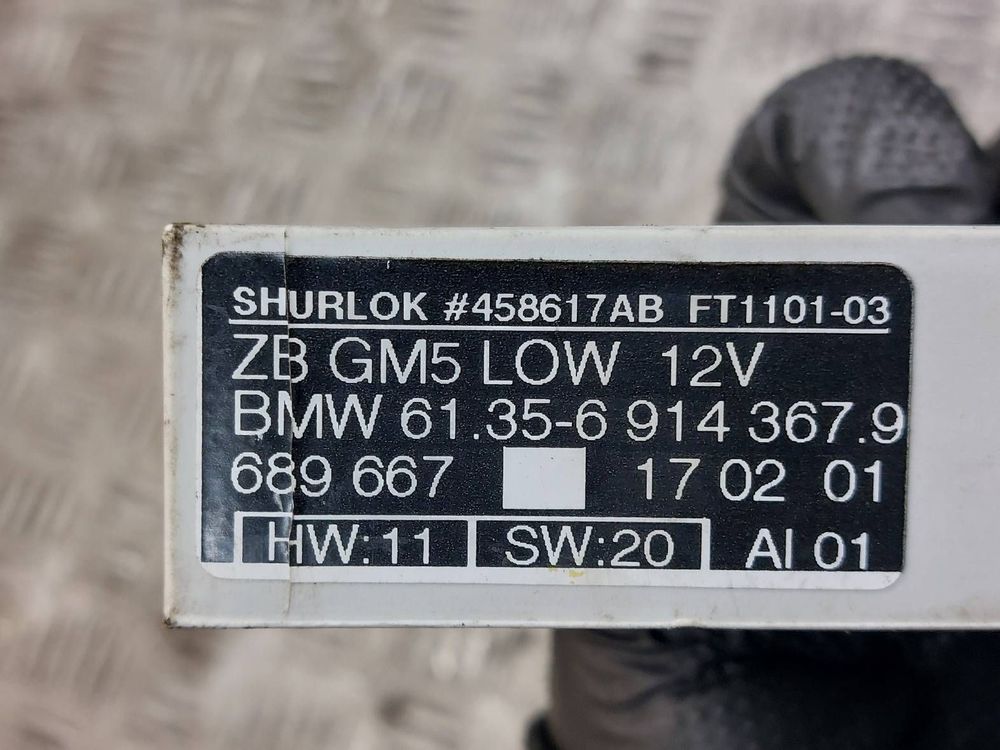 SHURLOK #458617AB FT1101-03
ZB GM5 LOW 12V
BMW 61.35-6 914 367.9
689 667 17 02 01
HW:11 SW:20 AI 01